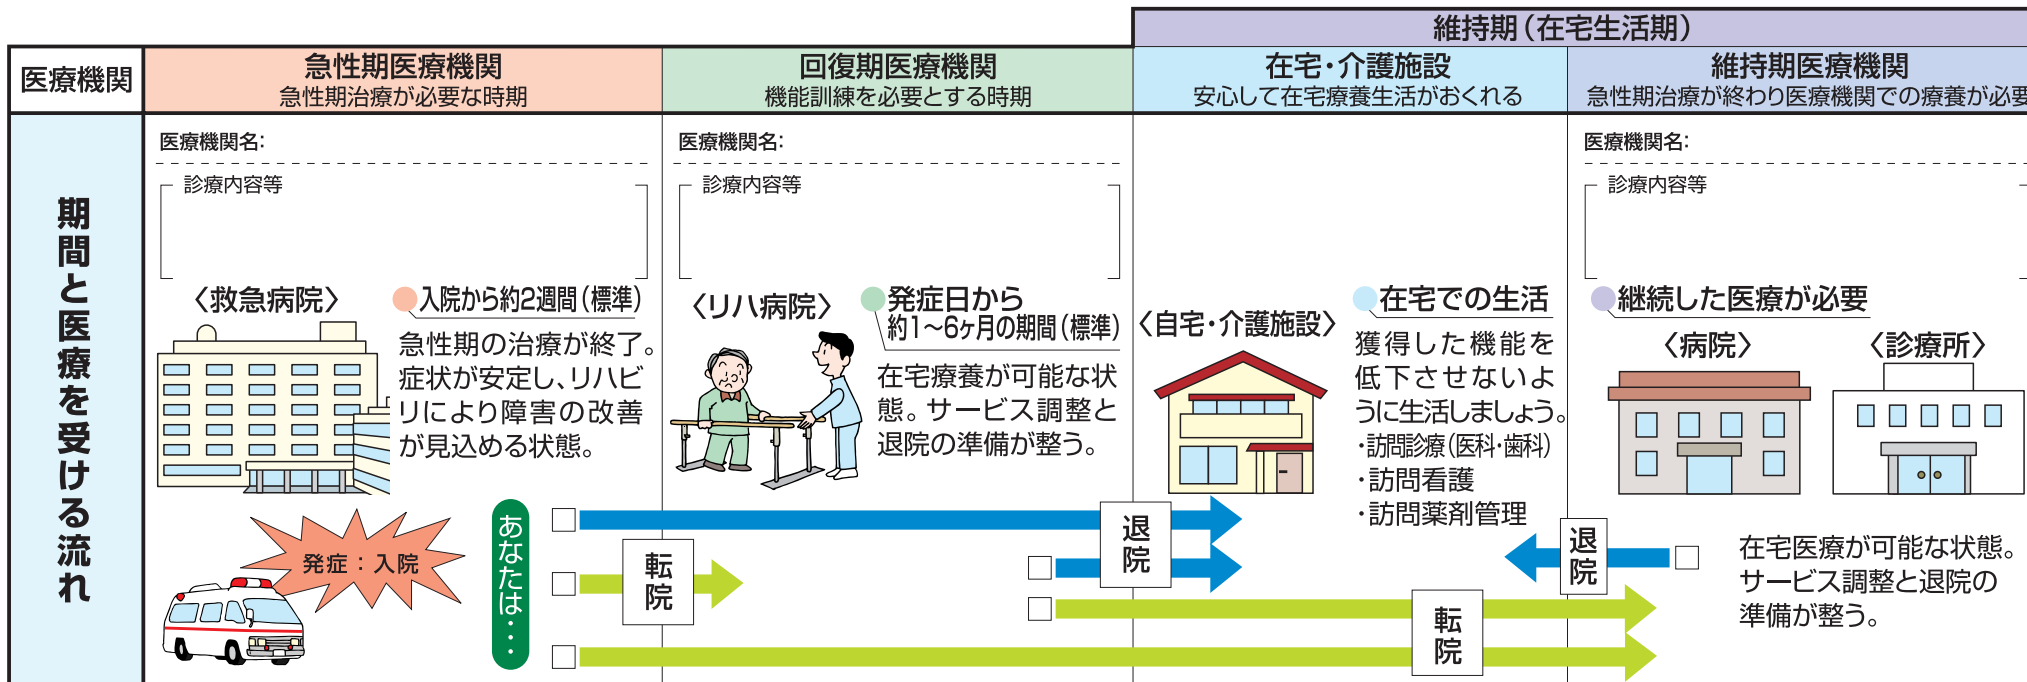 維持期（在宅生活期）
医療機関
急性期医療機関
急性期治療が必要な時期
回復期医療機関
機能訓練を必要とする時期
在宅・介護施設
安心して在宅療養生活がおくれる
維持期医療機関
急性期治療が終わり医療機関での療養が必要
期間と医療を受ける流れ
医療機関名：
診療内容等
〈救急病院〉
入院から約2週間（標準）
急性期の治療が終了。
症状が安定し、リハビ
リにより障害の改善
が見込める状態。
発症：入院
あなたは・・・
医療機関名：
診療内容等
〈リハ病院〉
発症日から
約1～6ヶ月の期間（標準）
在宅療養が可能な状
態。サービス調整と
退院の準備が整う。
転院
退院
〈自宅・介護施設〉
在宅での生活
獲得した機能を
低下させないよ
うに生活しましょう。
・訪問診療（医科・歯科）
・訪問看護
・訪問薬剤管理
転院
医療機関名：
診療内容等
継続した医療が必要
〈病院〉
〈診療所〉
退院
在宅医療が可能な状態。
サービス調整と退院の
準備が整う。